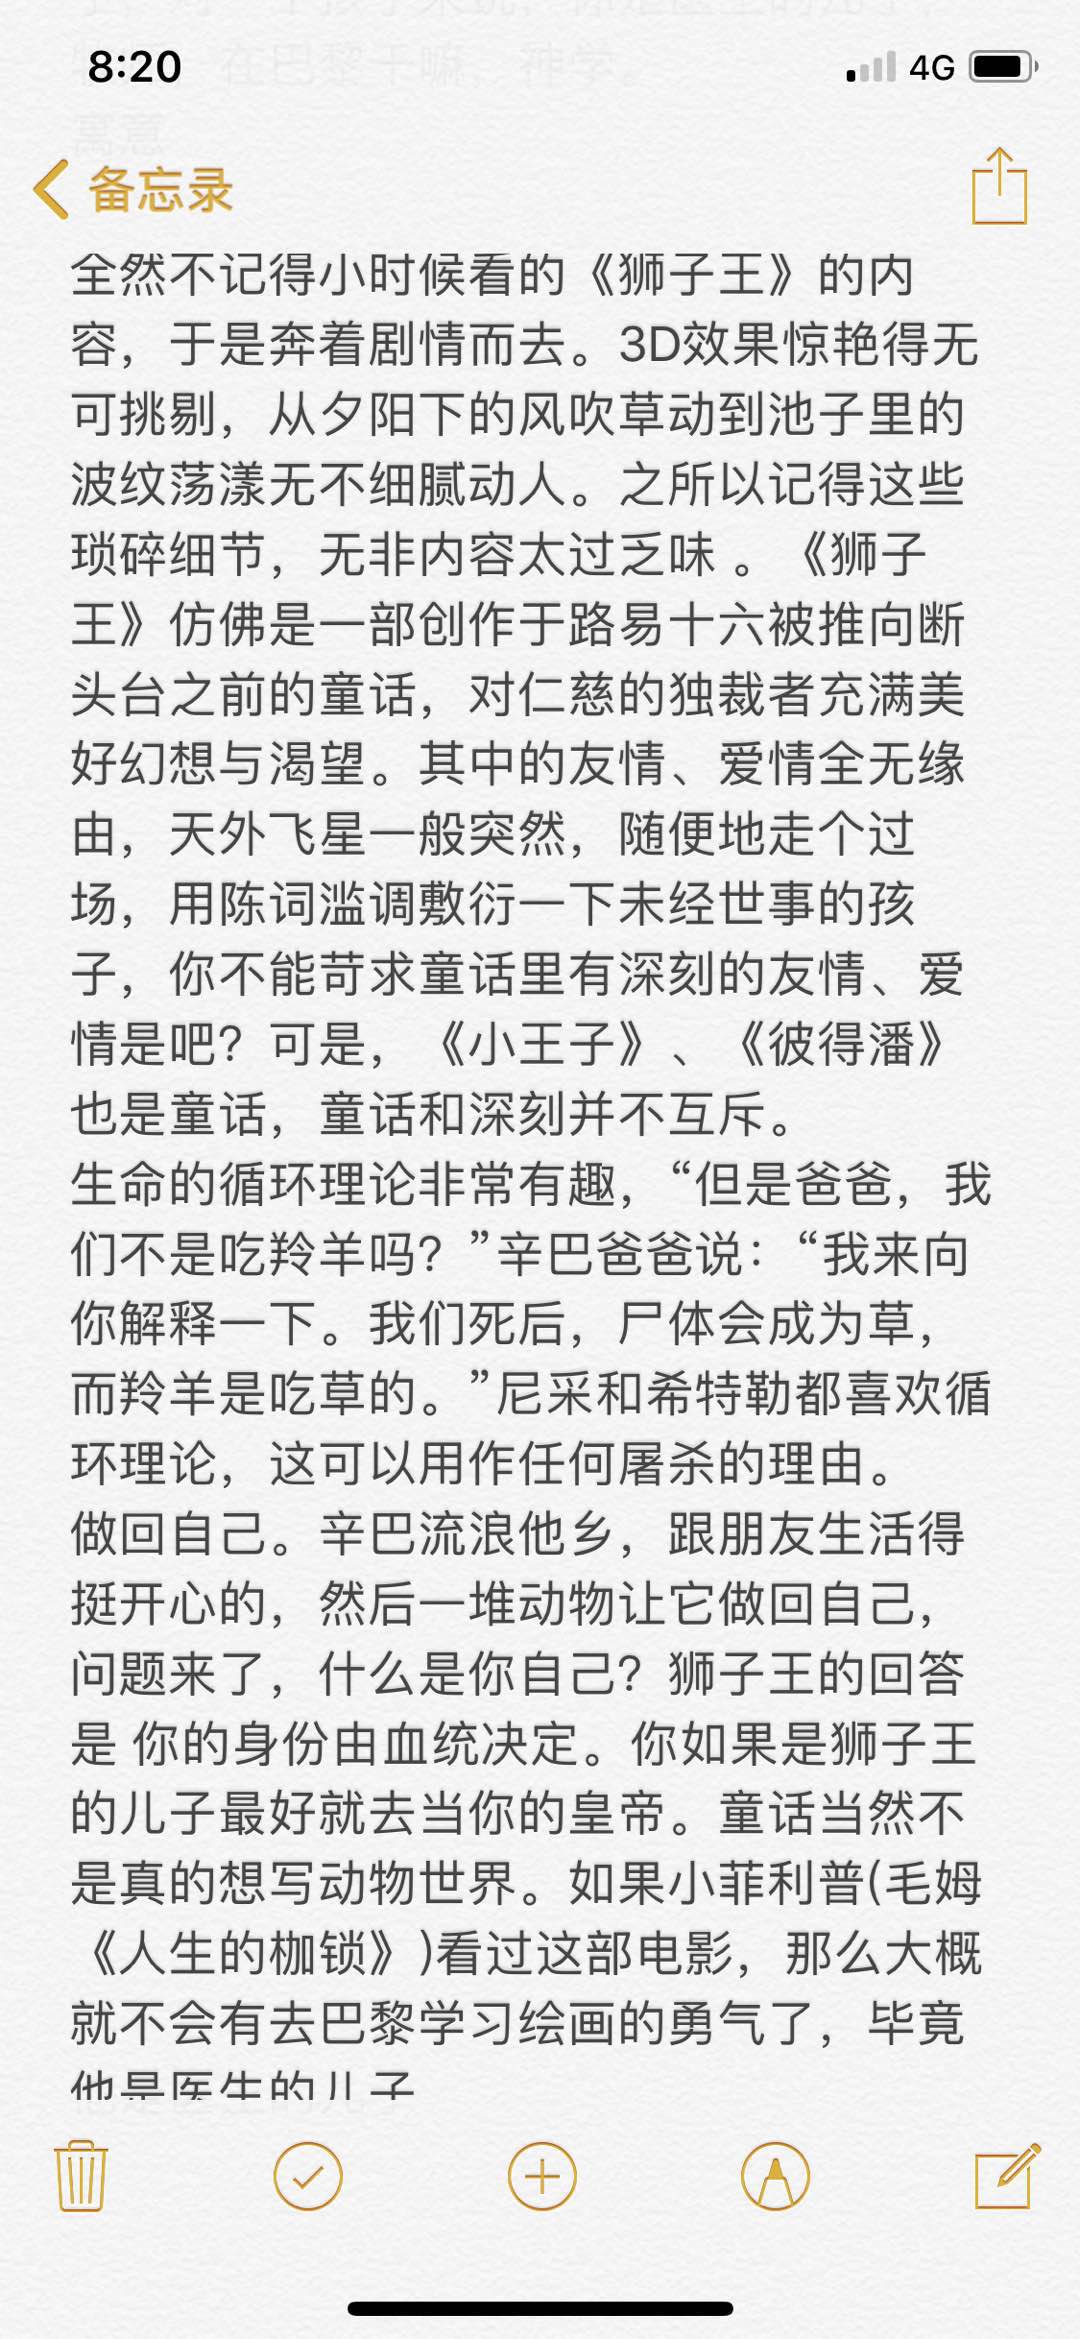 8:20
4G
备忘录
全然不记得小时候看的《狮子王》的内
容，于是奔着剧情而去。3D效果惊艳得无
可挑剔，从夕阳下的风吹草动到池子里的
波纹荡漾无不细腻动人。之所以记得这些
琐碎细节，无非内容太过乏味 。《狮子
王》仿佛是一部创作于路易十六被推向断
头台之前的童话，对仁慈的独裁者充满美
好幻想与渴望。其中的友情、爱情全无缘
由，天外飞星一般突然，随便地走个过
场，用陈词滥调敷衍一下未经世事的孩
子，你不能苛求童话里有深刻的友情、爱
情是吧？可是，《小王子》、《彼得潘》
也是童话，童话和深刻并不互斥。
生命的循环理论非常有趣，“但是爸爸，我
们不是吃羚羊吗？”辛巴爸爸说：“我来向
你解释一下。我们死后，尸体会成为草，
而羚羊是吃草的。”尼采和希特勒都喜欢循
环理论，这可以用作任何屠杀的理由。
做回自己。辛巴流浪他乡，跟朋友生活得
挺开心的，然后一堆动物让它做回自己，
问题来了，什么是你自己？狮子王的回答
是 你的身份由血统决定。你如果是狮子王
的儿子最好就去当你的皇帝。童话当然不
是真的想写动物世界。如果小菲利普(毛姆
《人生的枷锁》)看过这部电影，那么大概
就不会有去巴黎学习绘画的勇气了，毕竟
他是医生的儿子